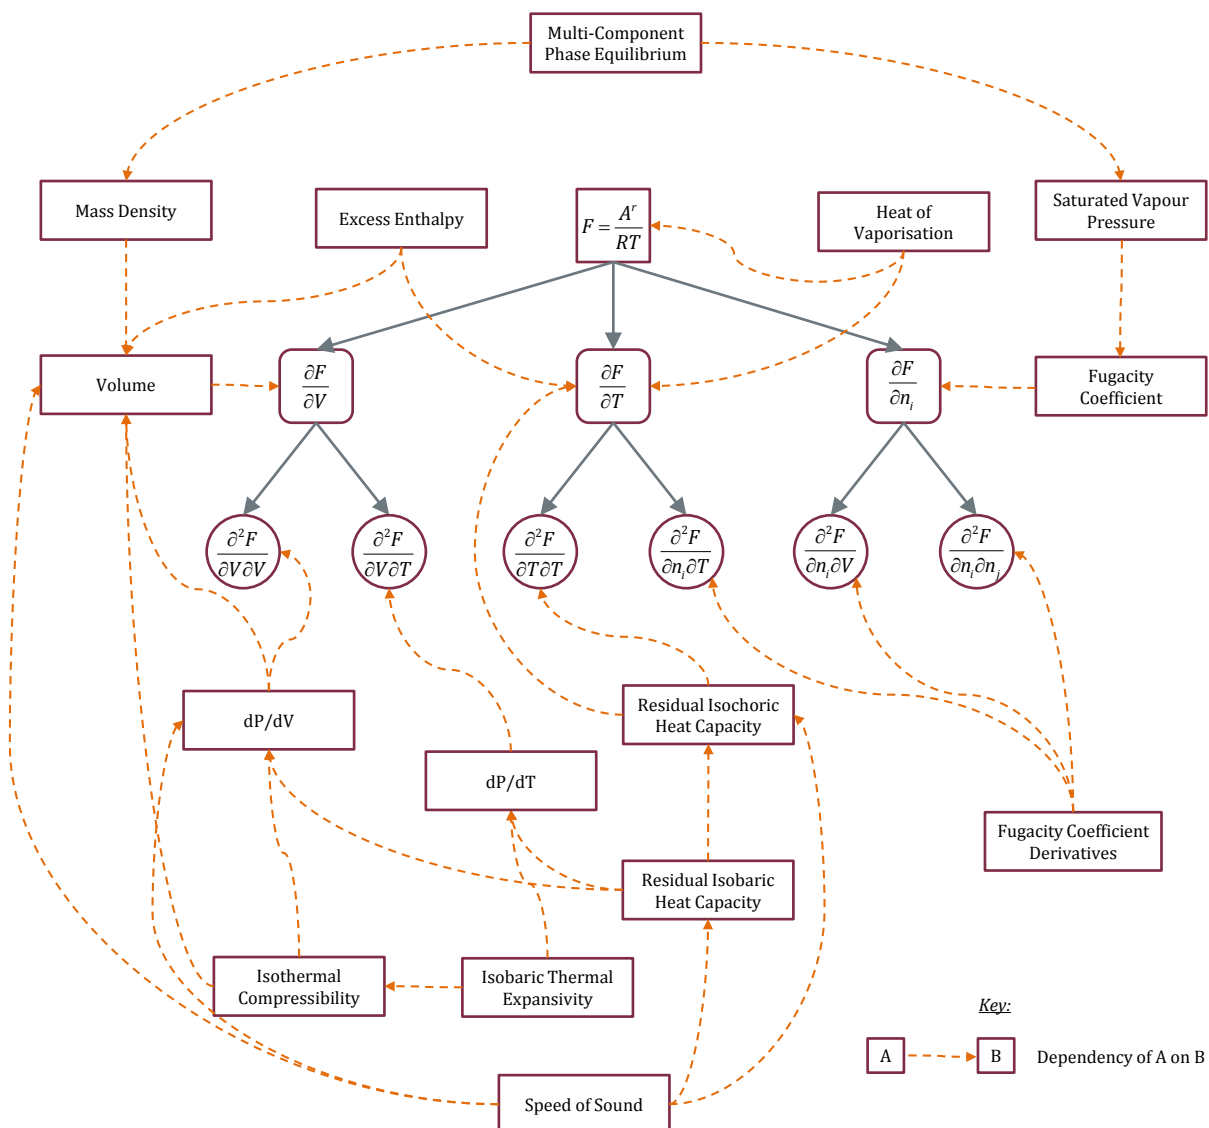 Multi-Component
Phase Equilibrium
Mass Density
Excess Enthalpy
F = A^r / RT
Heat of
Vaporisation
Saturated Vapour
Pressure
Volume
∂F / ∂V
∂F / ∂T
∂F / ∂n_i
Fugacity
Coefficient
∂²F / ∂V∂V
∂²F / ∂V∂T
∂²F / ∂T∂T
∂²F / ∂n_i∂T
∂²F / ∂n_i∂V
∂²F / ∂n_i∂n_j
dP/dV
Residual Isochoric
Heat Capacity
dP/dT
Fugacity Coefficient
Derivatives
Residual Isobaric
Heat Capacity
Isothermal
Compressibility
Isobaric Thermal
Expansivity
Key:
A
B
Dependency of A on B
Speed of Sound